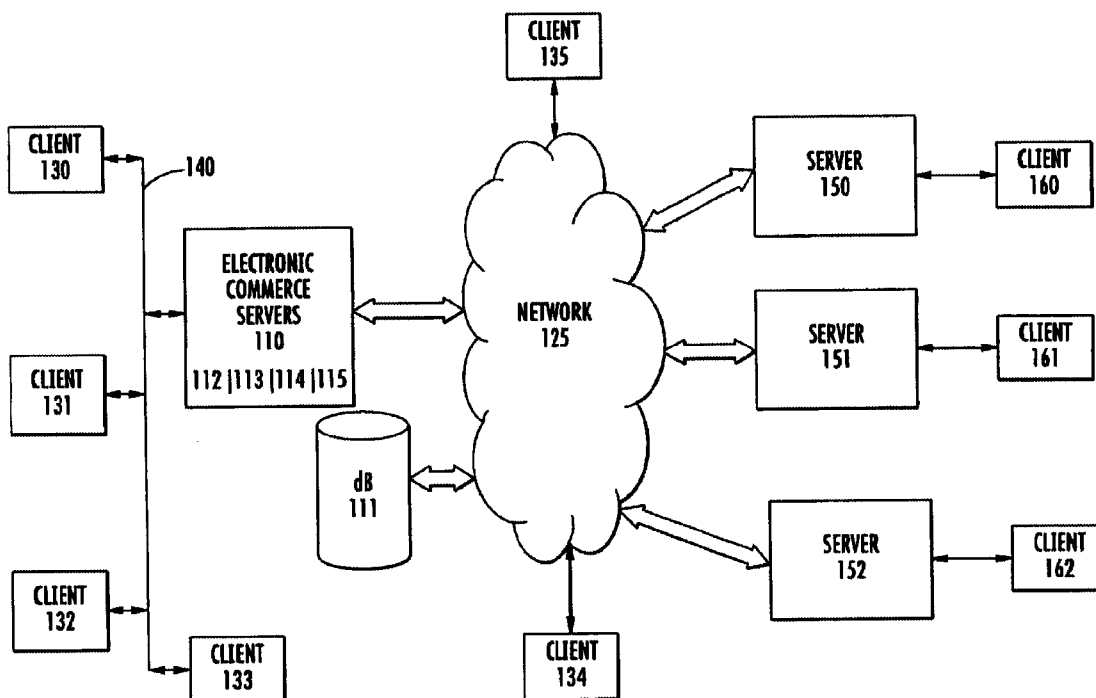 CLIENT
135
CLIENT
130
140
SERVER
150
CLIENT
160
ELECTRONIC
COMMERCE
SERVERS
110
112 |113 |114 |115
NETWORK
125
SERVER
151
CLIENT
161
CLIENT
131
dB
111
SERVER
152
CLIENT
162
CLIENT
132
CLIENT
133
CLIENT
134